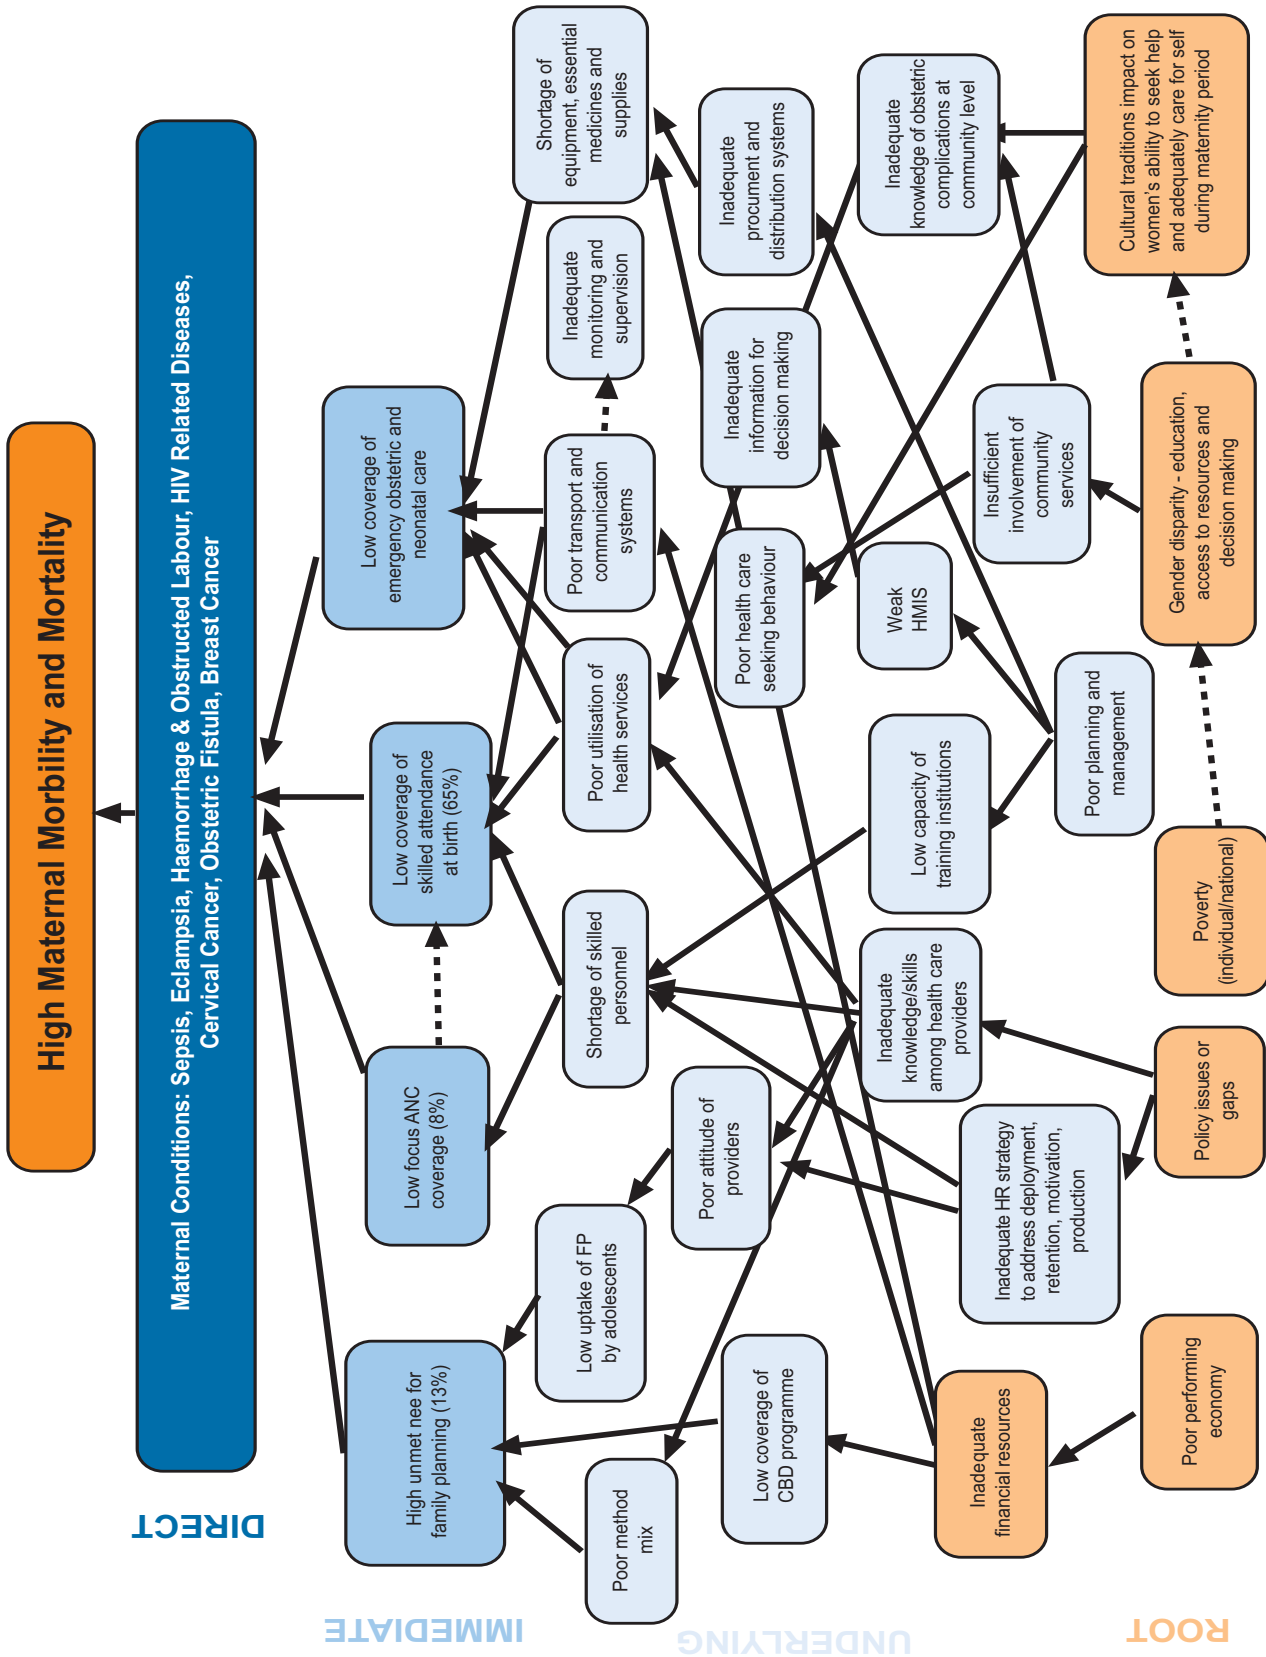 High Maternal Morbility and Mortality
DIRECT
Maternal Conditions: Sepsis, Eclampsia, Haemorrhage & Obstructed Labour, HIV Related Diseases,
Cervical Cancer, Obstetric Fistula, Breast Cancer
IMMEDIATE
High unmet nee for
family planning (13%)
Low focus ANC
coverage (8%)
Low coverage of
skilled attendance
at birth (65%)
Low coverage of
emergency obstetric and
neonatal care
UNDERLYING
Poor method
mix
Low uptake of FP
by adolescents
Shortage of skilled
personnel
Poor utilisation of
health services
Poor transport and
communication
systems
Inadequate
monitoring and
supervision
Shortage of
equipment, essential
medicines and
supplies
Low coverage of
CBD programme
Poor attitude of
providers
Poor health care
seeking behaviour
Inadequate
information for
decision making
Inadequate
procument and
distribution systems
Inadequate
knowledge/skills
among health care
providers
Low capacity of
training institutions
Weak
HMIS
Inadequate
knowledge of obstetric
complications at
community level
Inadequate HR strategy
to address deployment,
retention, motivation,
production
Poor planning and
management
Insufficient
involvement of
community
services
ROOT
Inadequate
financial resources
Poor performing
economy
Policy issues or
gaps
Poverty
(individual/national)
Gender disparity - education,
access to resources and
decision making
Cultural traditions impact on
women's ability to seek help
and adequately care for self
during maternity period